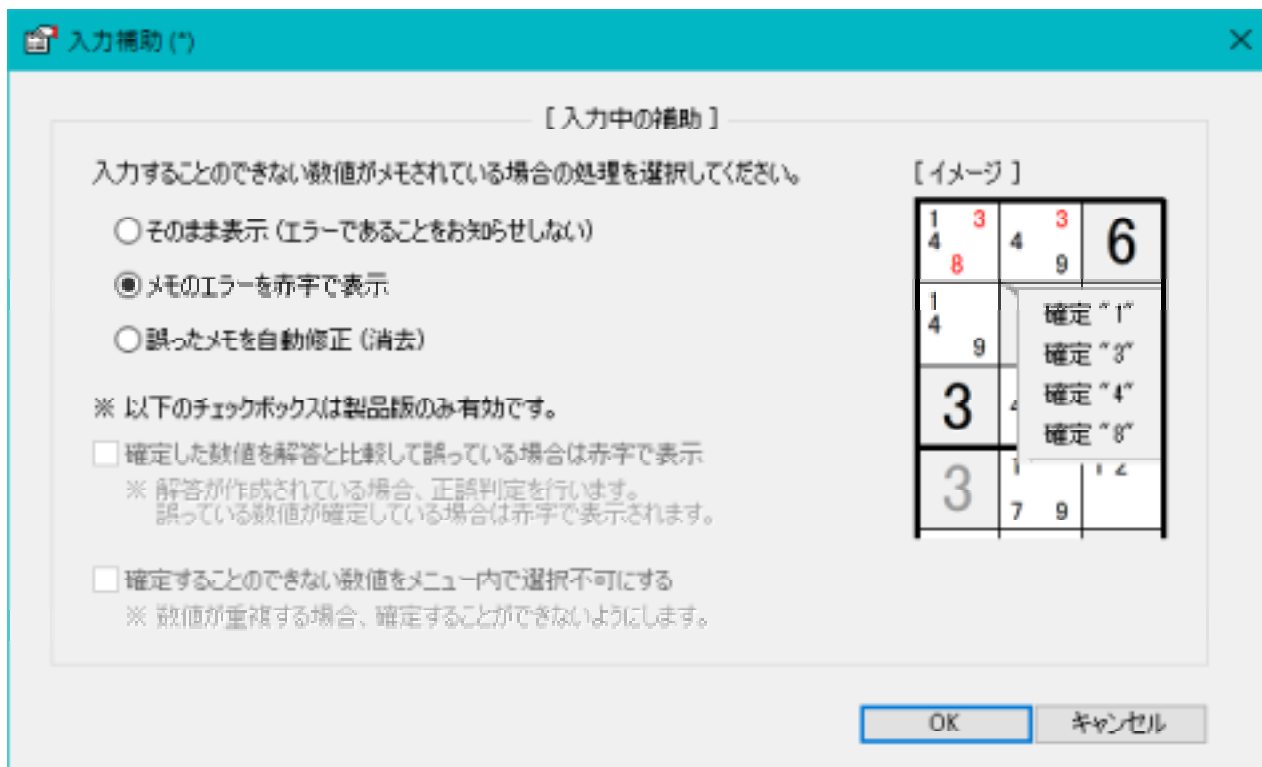 入力補助 (*)
[ 入力中の補助 ]
入力することのできない数値がメモされている場合の処理を選択してください。
そのまま表示 (エラーであることをお知らせしない)
メモのエラーを赤字で表示
誤ったメモを自動修正 (消去)
※ 以下のチェックボックスは製品版のみ有効です。
確定した数値を解答と比較して誤っている場合は赤字で表示
※ 解答が作成されている場合、正誤判定を行います。
誤っている数値が確定している場合は赤字で表示されます。
確定することのできない数値をメニュー内で選択不可にする
※ 数値が重複する場合、確定することができないようにします。
[ イメージ ]
1 3 3 6
4 4
8 9
1
4
9
確定 "1"
確定 "3"
確定 "4"
確定 "8"
3 4
3 1 1 2
7 9
OK キャンセル